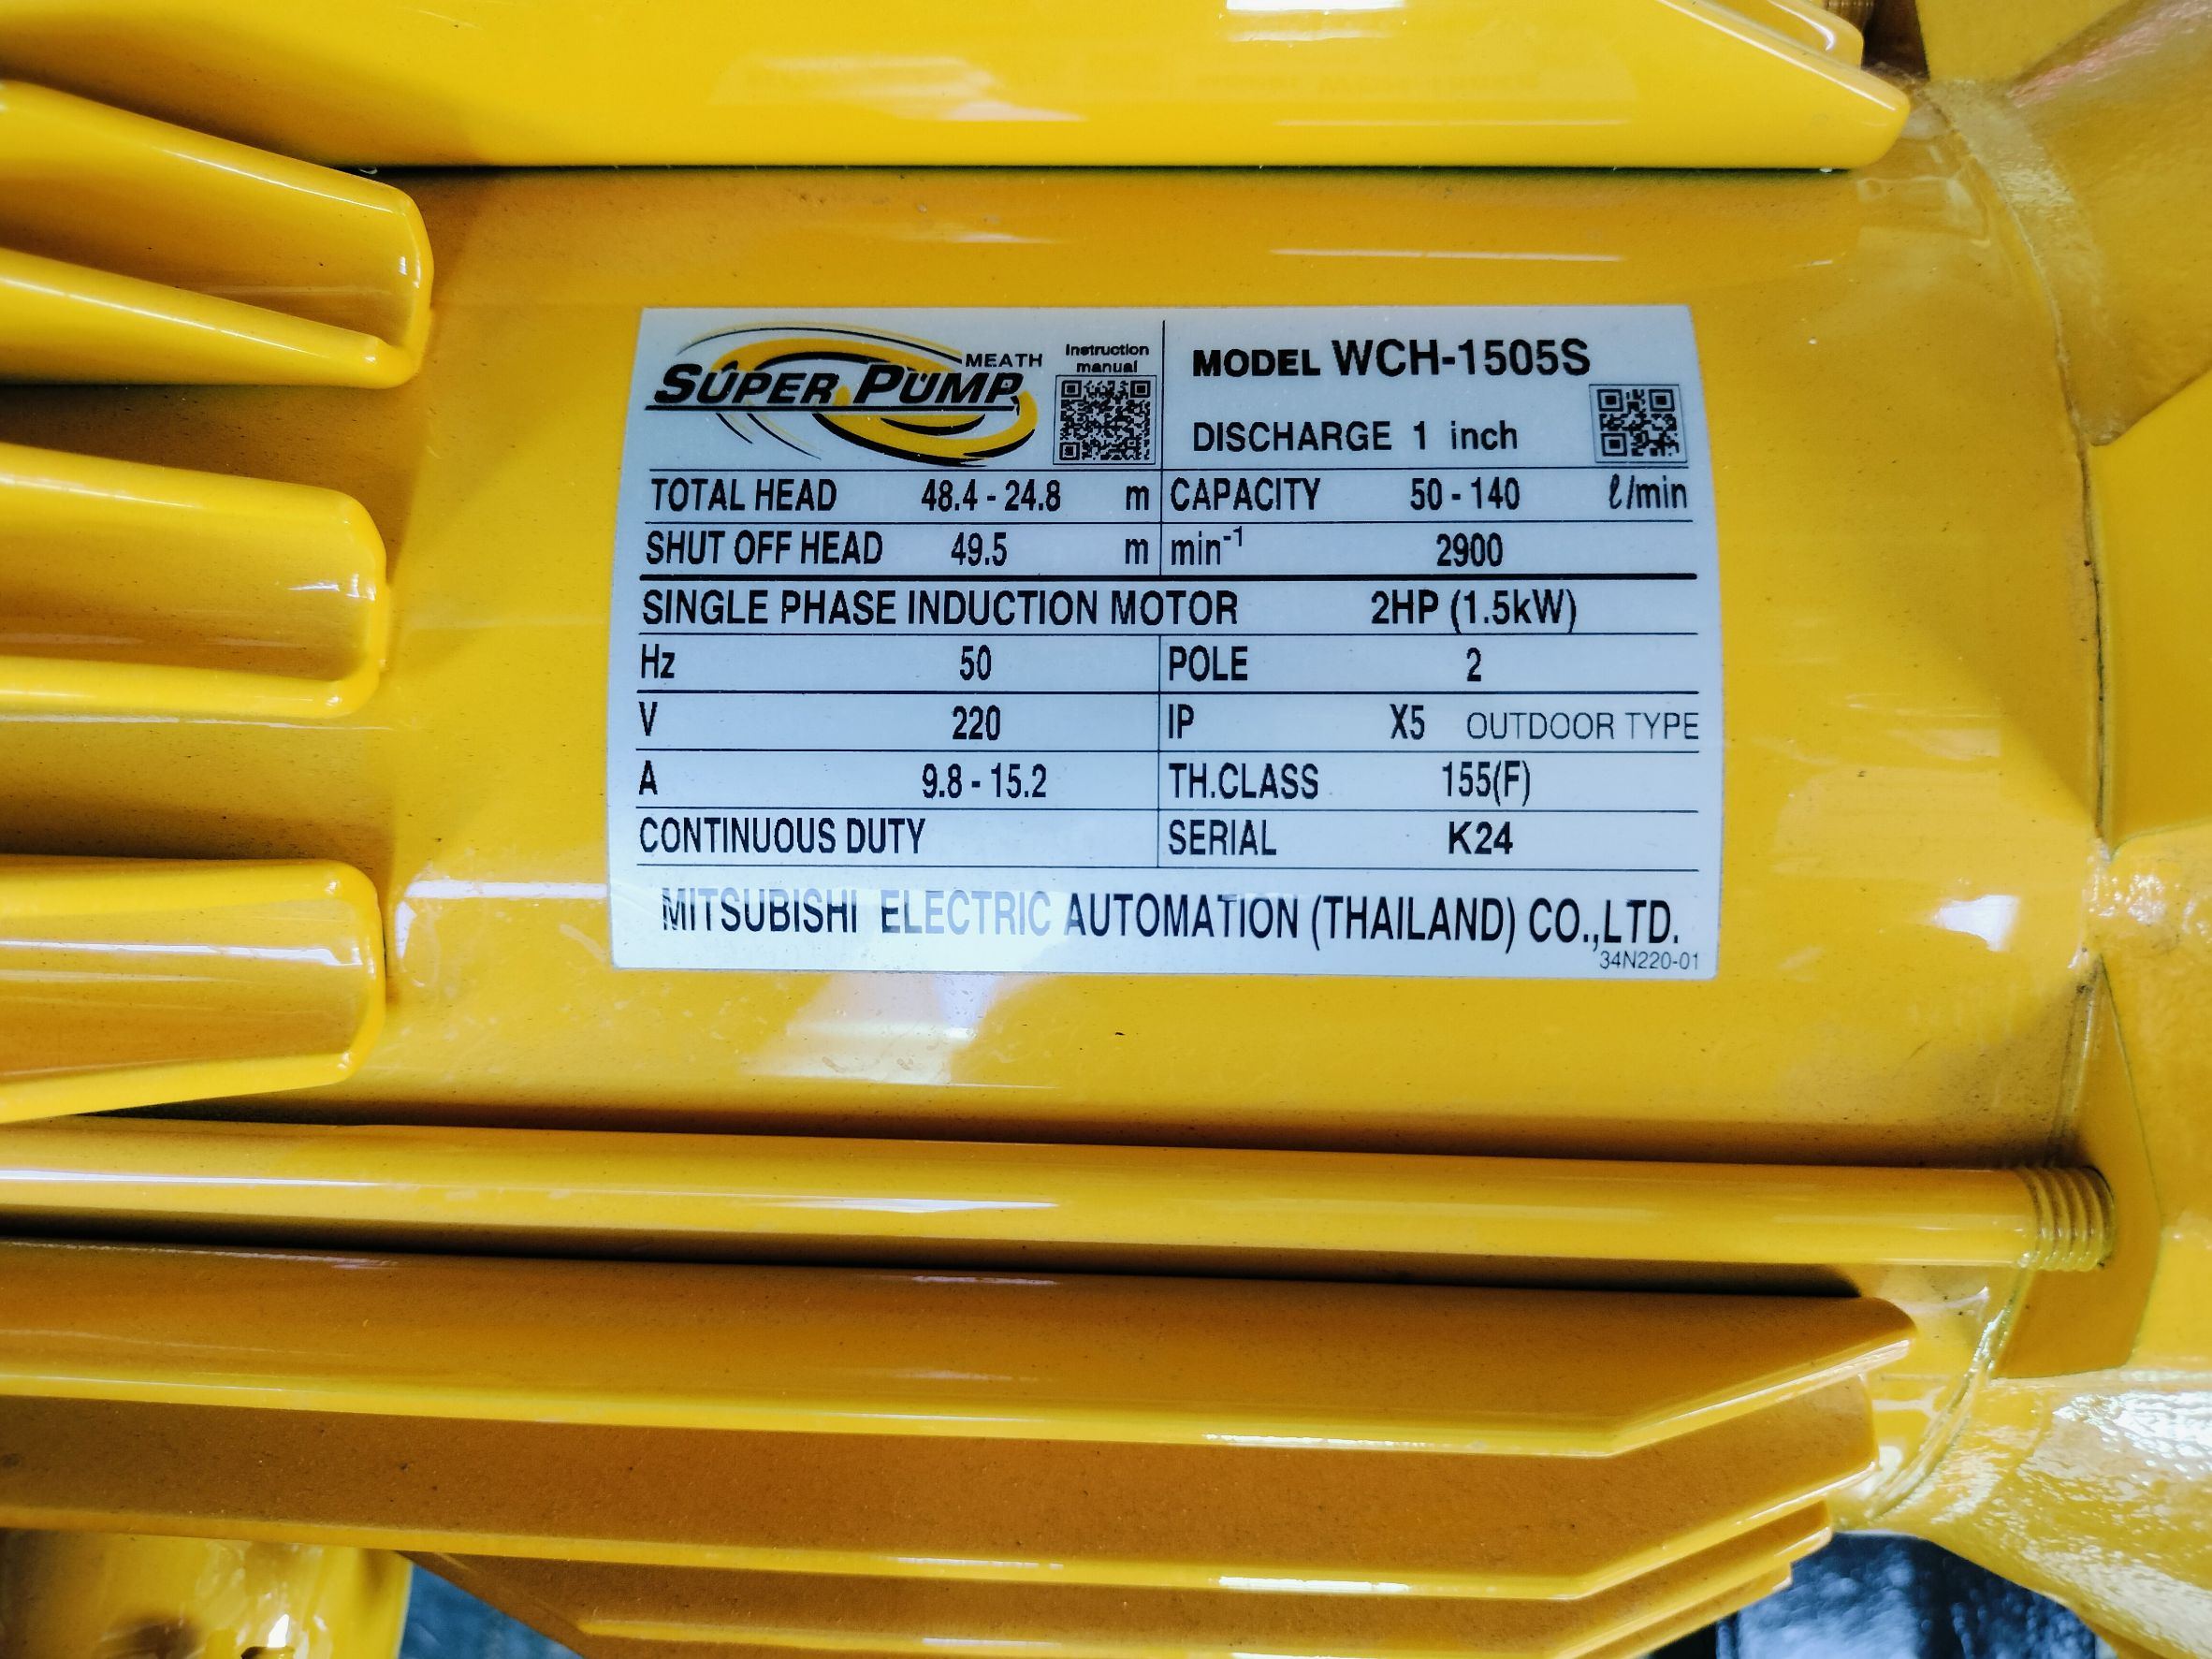 MEATH
SUPER PUMP
Instruction
manual
MODEL WCH-1505S
DISCHARGE 1 inch
TOTAL HEAD 48.4 - 24.8 m CAPACITY 50 - 140 ℓ/min
SHUT OFF HEAD 49.5 m min⁻¹ 2900
SINGLE PHASE INDUCTION MOTOR 2HP (1.5kW)
Hz 50 POLE 2
V 220 IP X5 OUTDOOR TYPE
A 9.8 - 15.2 TH.CLASS 155(F)
CONTINUOUS DUTY SERIAL K24
MITSUBISHI ELECTRIC AUTOMATION (THAILAND) CO.,LTD.
34N220-01